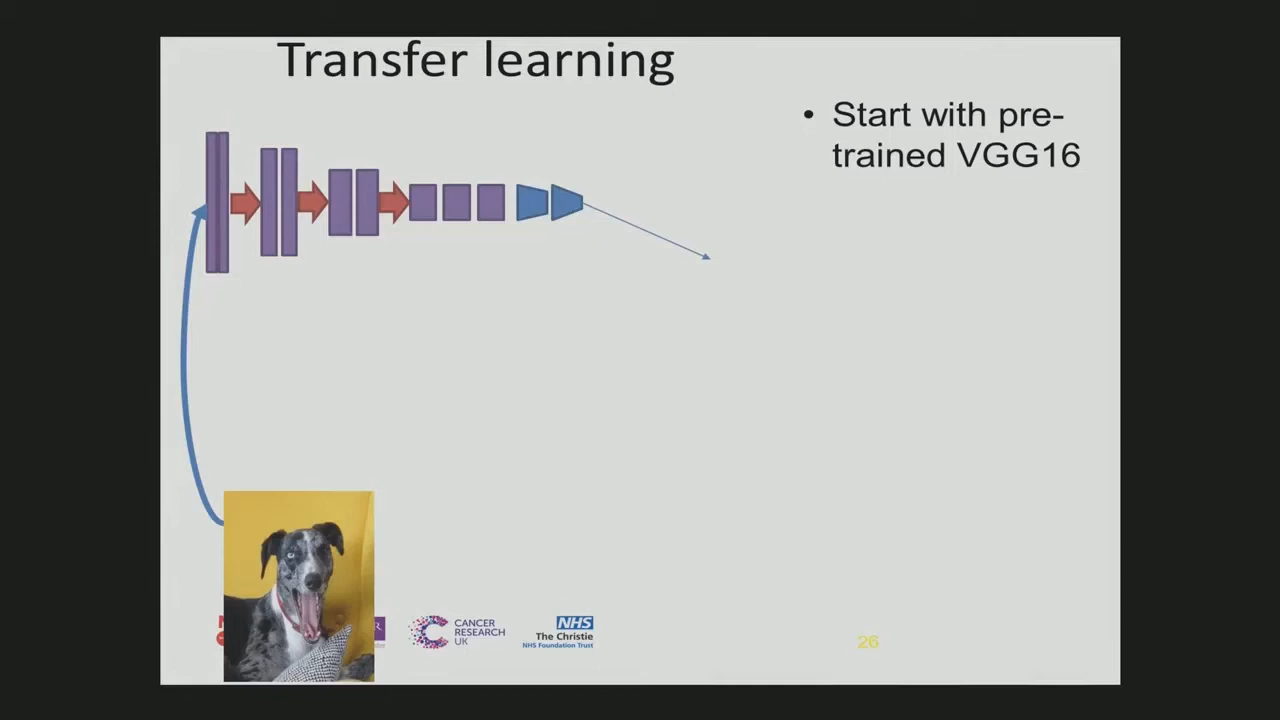 Transfer learning
• Start with pre-
trained VGG16
CANCER
RESEARCH
UK
NHS
The Christie
NHS Foundation Trust
26